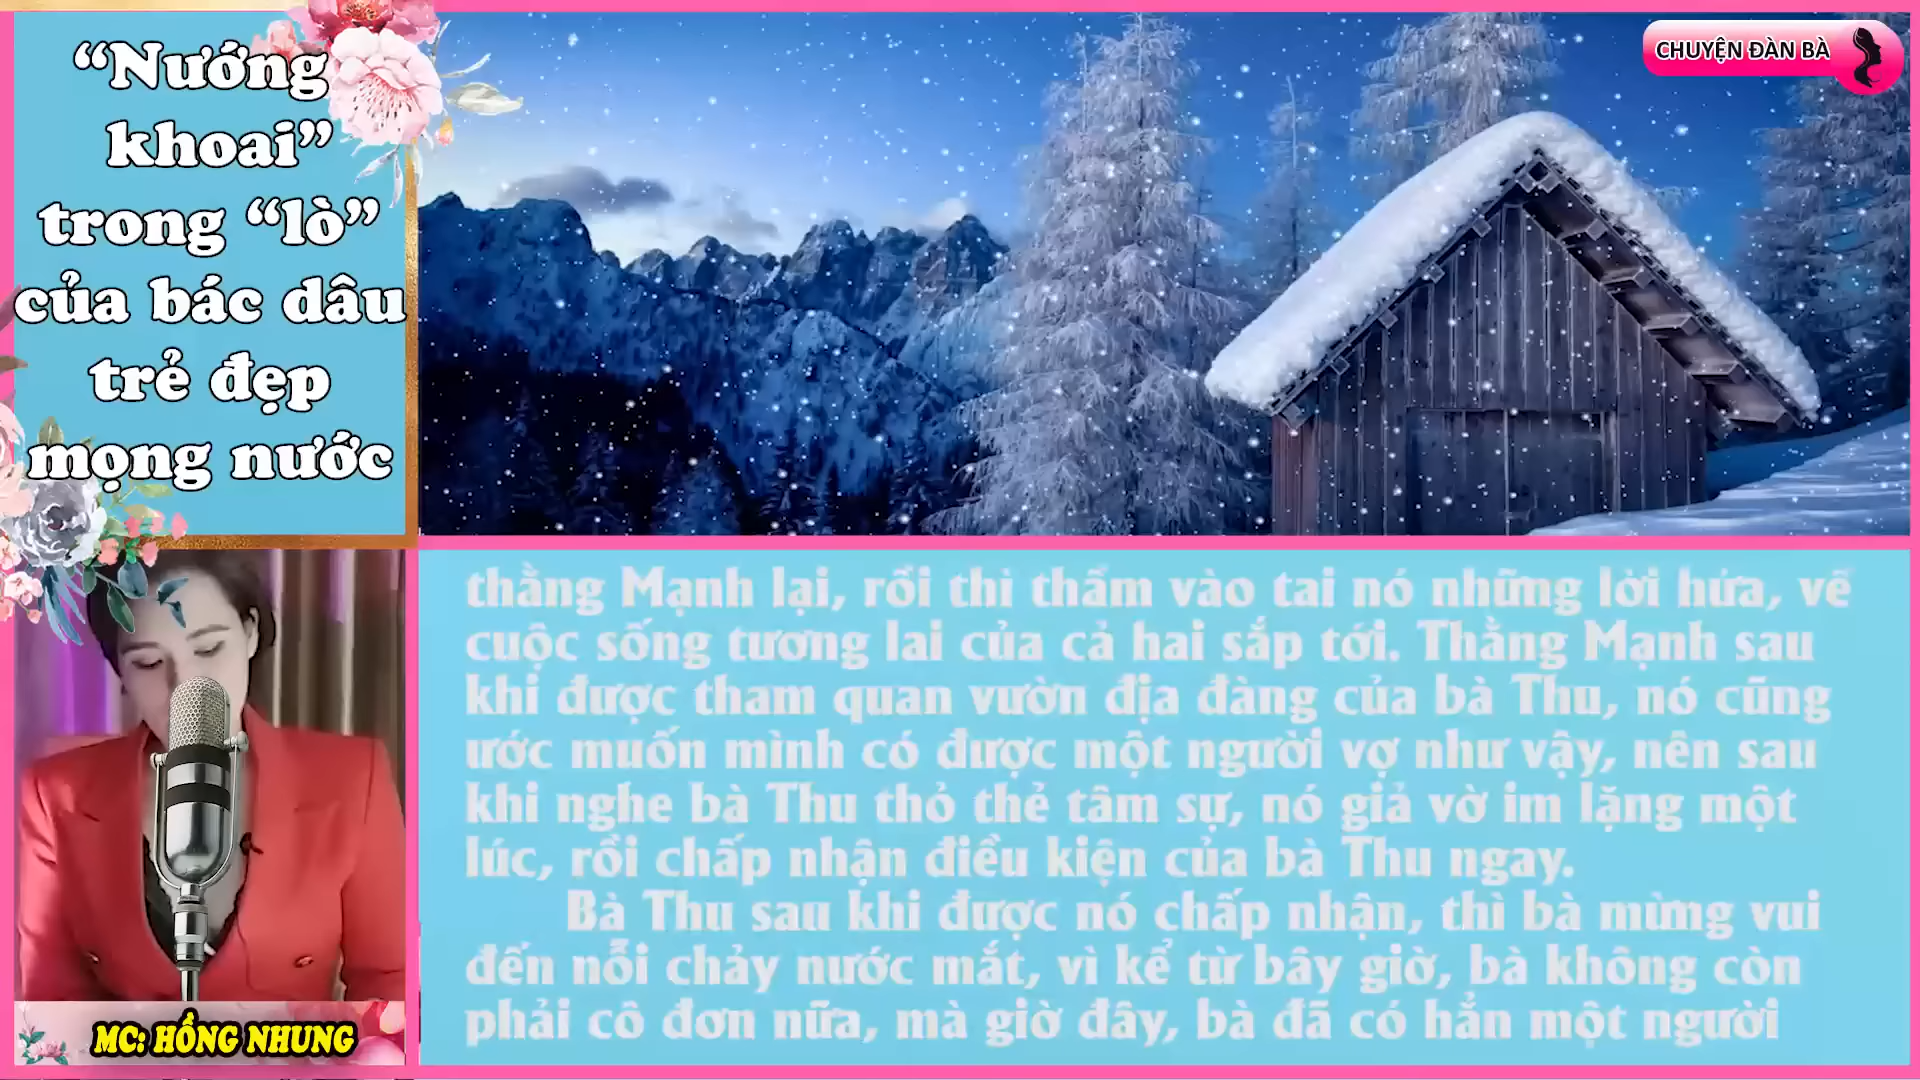 “Nướng
khoai”
trong “lò”
của bác dâu
trẻ đẹp
mọng nước
CHUYỆN ĐÀN BÀ
thằng Mạnh lại, rồi thì thầm vào tai nó những lời hứa, về
cuộc sống tương lai của cả hai sắp tới. Thằng Mạnh sau
khi được tham quan vườn địa đàng của bà Thu, nó cũng
ước muốn mình có được một người vợ như vậy, nên sau
khi nghe bà Thu thỏ thẻ tâm sự, nó giả vờ im lặng một
lúc, rồi chấp nhận điều kiện của bà Thu ngay.
Bà Thu sau khi được nó chấp nhận, thì bà mừng vui
đến nỗi chảy nước mắt, vì kể từ bây giờ, bà không còn
phải cô đơn nữa, mà giờ đây, bà đã có hẳn một người
MC: HỒNG NHUNG